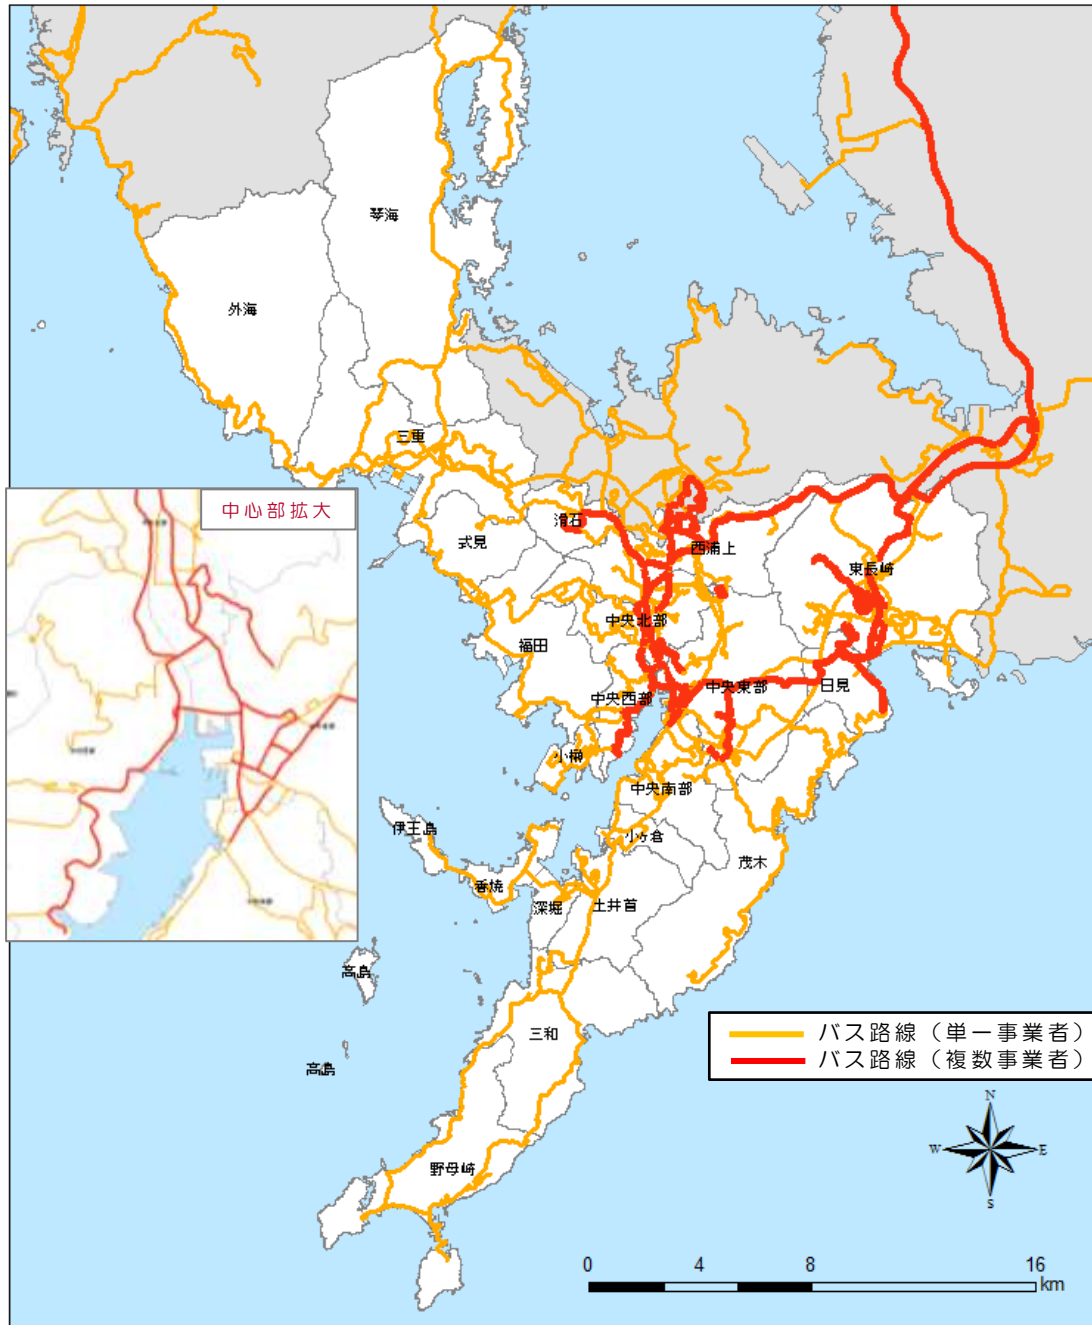 琴海
外海
三重
中心部拡大
滑石
式見
西浦上
東長崎
中央北部
福田
中央東部
日見
中央西部
小榊
中央南部
伊王島
小ヶ倉
茂木
香焼
深堀
土井首
高島
三和
バス路線（単一事業者）
バス路線（複数事業者）
高島
N
W
E
S
野母崎
0
4
8
16
km